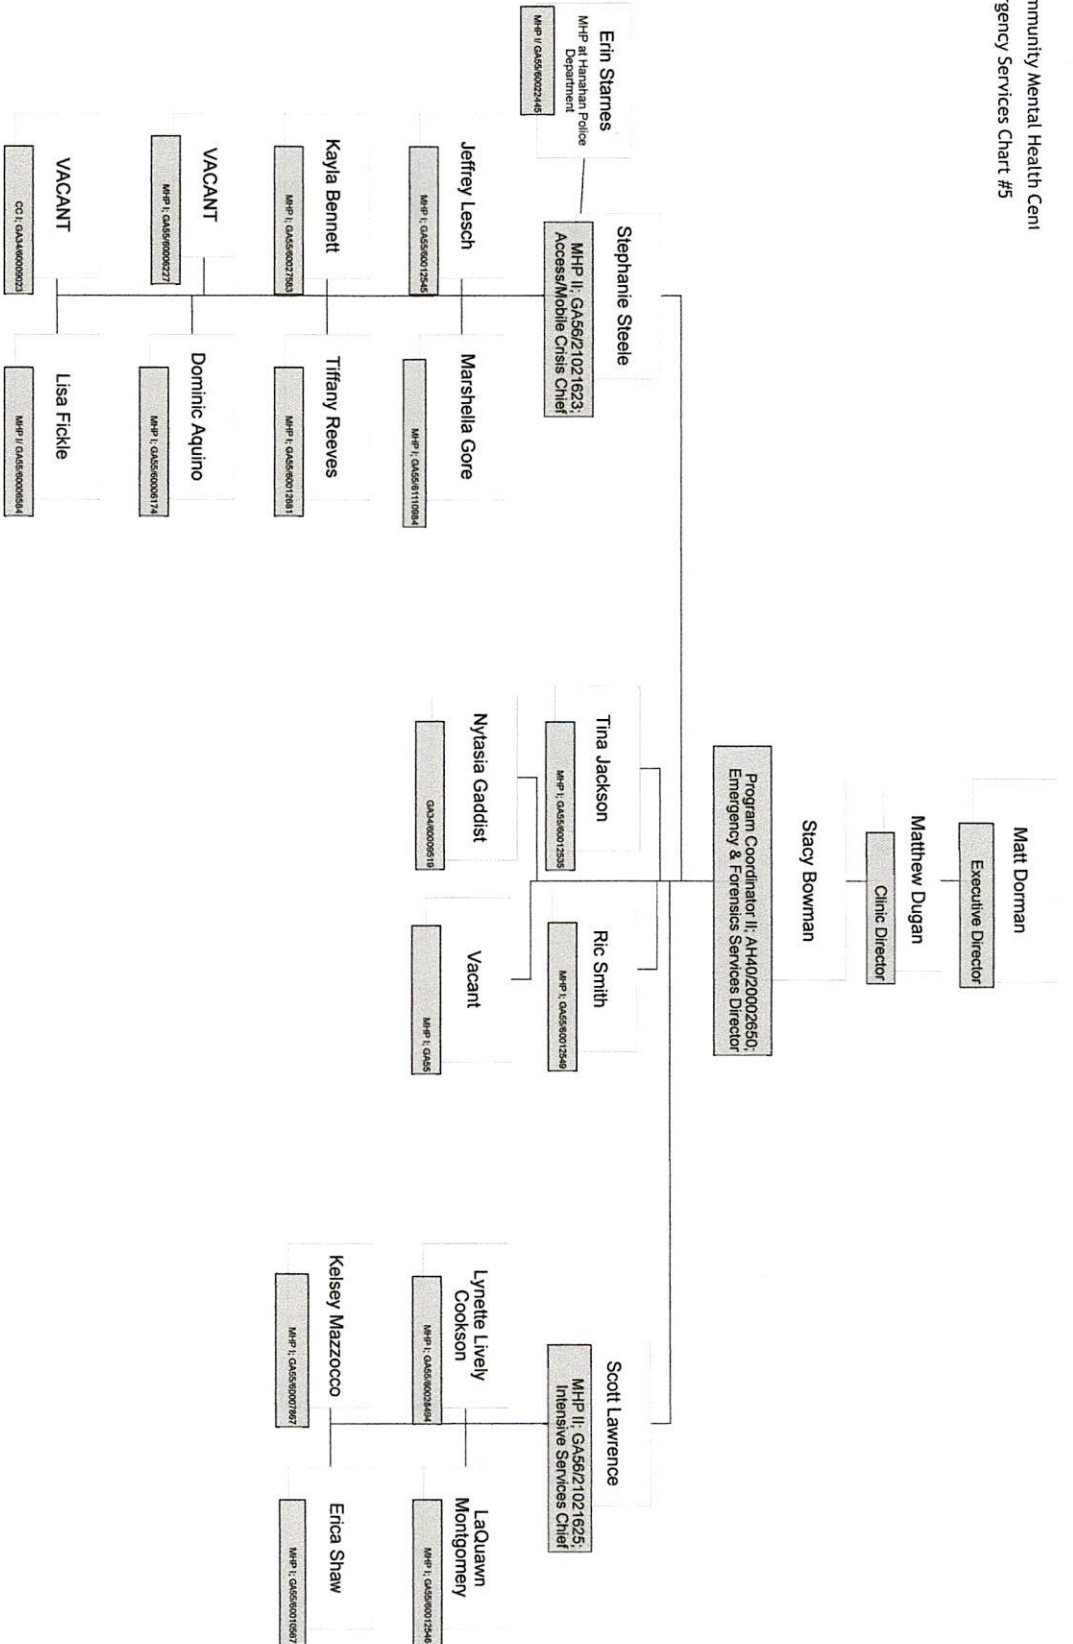 mmunity Mental Health Cent
gency Services Chart #5
Matt Dorman
Executive Director
Matthew Dugan
Clinic Director
Stacy Bowman
Program Coordinator II; AH40/20002650;
Emergency & Forensics Services Director
Stephanie Steele
MHP II; GA56/21021623;
Access/Mobile Crisis Chief
Erin Starnes
MHP at Hanahan Police
Department
MHP I/ GA55/60022445
Jeffrey Lesch
MHP I; GA55/60012545
Marshella Gore
MHP I; GA55/61110984
Kayla Bennett
MHP I; GA55/60027583
Tiffany Reeves
MHP I; GA55/60012681
VACANT
MHP I; GA55/60006227
Dominic Aquino
MHP I; GA55/60006174
VACANT
CC I; GA34/60009023
Lisa Fickle
MHP I/ GA55/60006584
Tina Jackson
MHP I; GA55/60012535
Ric Smith
MHP I; GA55/60012549
Nytasia Gaddist
GA34/60009519
Vacant
MHP I; GA55
Scott Lawrence
MHP II; GA56/21021625;
Intensive Services Chief
Lynette Lively
Cookson
MHP I; GA55/60028494
LaQuawn
Montgomery
MHP I; GA55/60012546
Kelsey Mazzocco
MHP I; GA55/60007867
Erica Shaw
MHP I; GA55/60010567